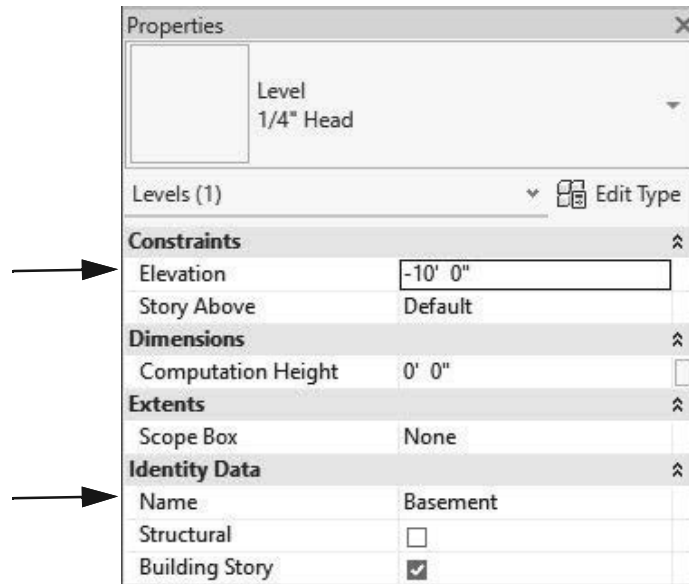 Properties
Level
1/4" Head
Levels (1) Edit Type
Constraints
Elevation -10' 0"
Story Above Default
Dimensions
Computation Height 0' 0"
Extents
Scope Box None
Identity Data
Name Basement
Structural
Building Story